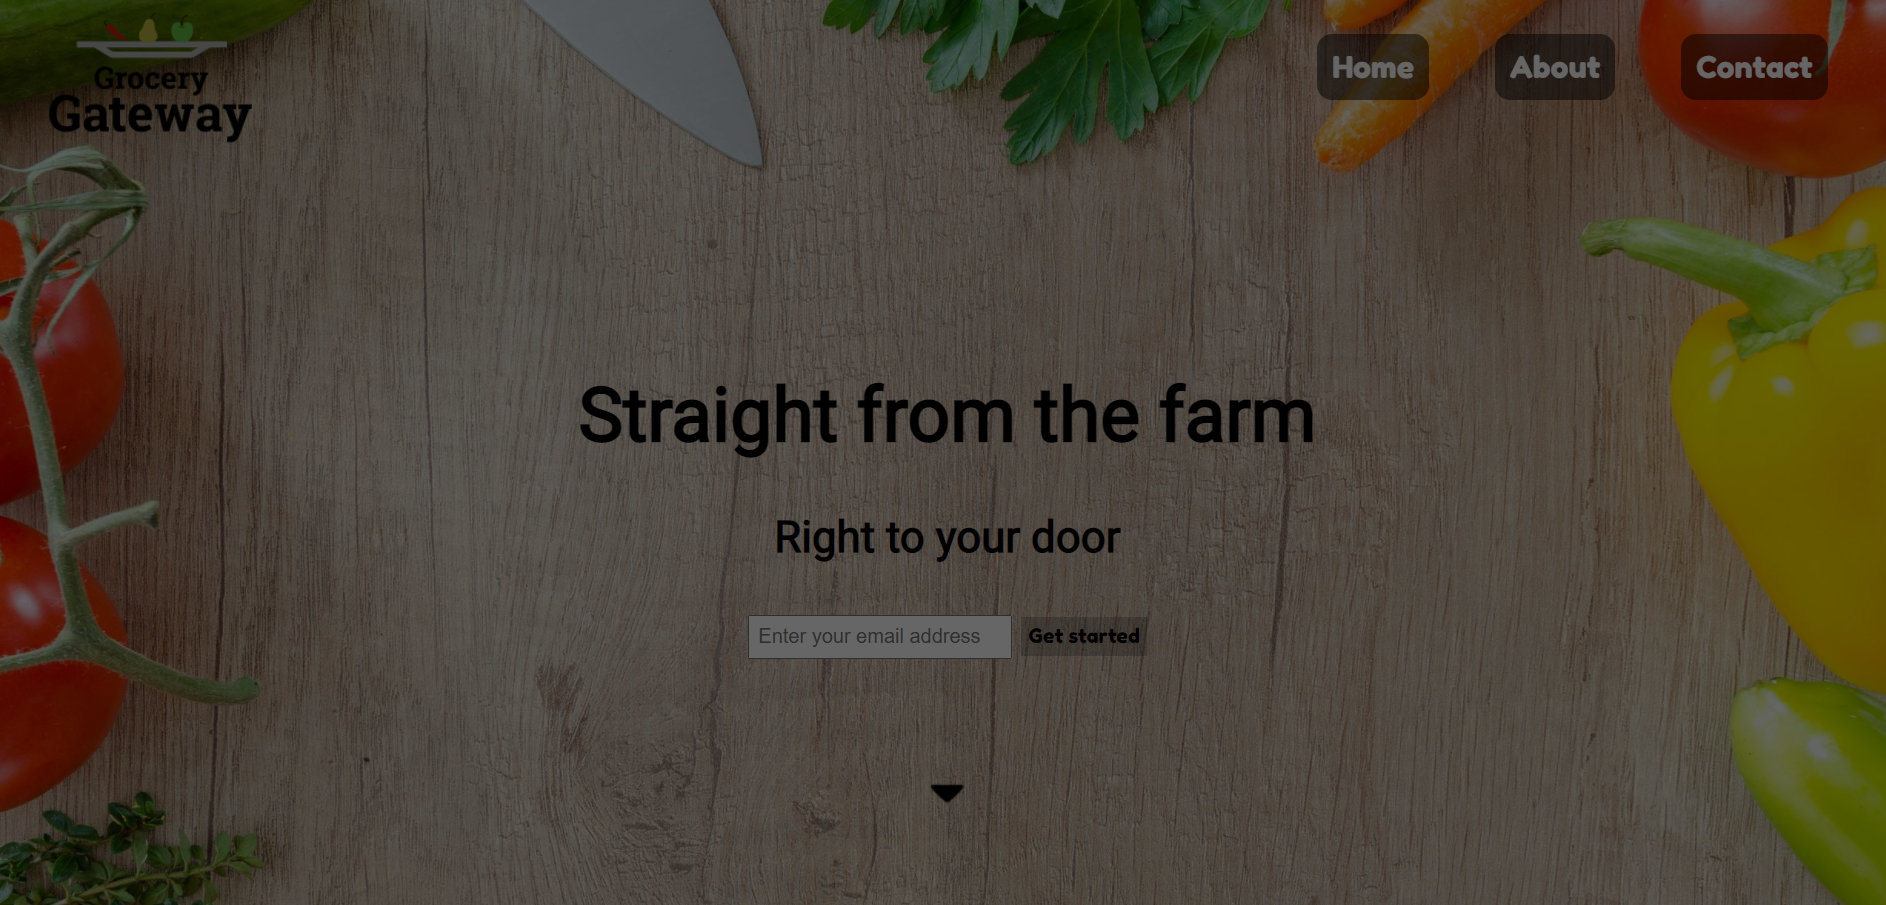 Grocery
Gateway
Home
About
Contact
Straight from the farm
Right to your door
Enter your email address
Get started